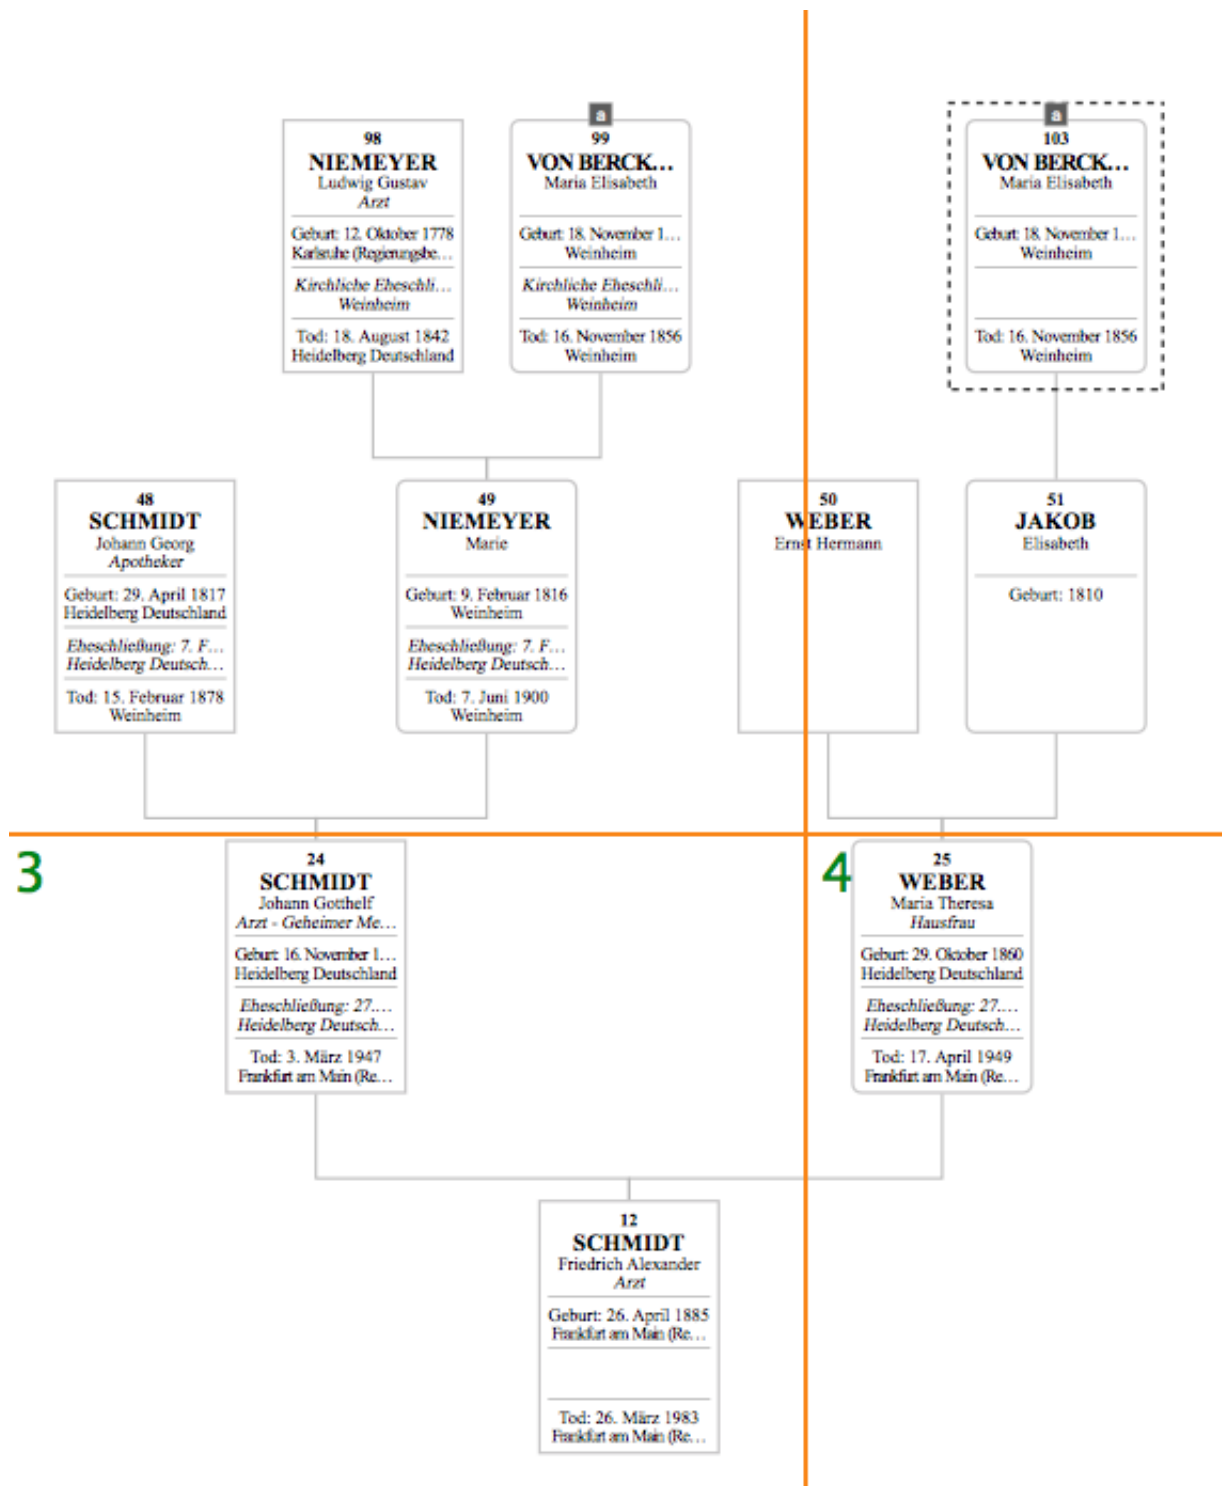 a
98
NIEMEYER
Ludwig Gustav
Arzt
Geburt: 12. Oktober 1778
Karlsruhe (Regierungsbe…
Kirchliche Eheschli…
Weinheim
Tod: 18. August 1842
Heidelberg Deutschland
99
VON BERCK…
Maria Elisabeth
Geburt: 18. November 1…
Weinheim
Kirchliche Eheschli…
Weinheim
Tod: 16. November 1856
Weinheim
a
103
VON BERCK…
Maria Elisabeth
Geburt: 18. November 1…
Weinheim
Tod: 16. November 1856
Weinheim
48
SCHMIDT
Johann Georg
Apotheker
Geburt: 29. April 1817
Heidelberg Deutschland
Eheschließung: 7. F…
Heidelberg Deutsch…
Tod: 15. Februar 1878
Weinheim
49
NIEMEYER
Marie
Geburt: 9. Februar 1816
Weinheim
Eheschließung: 7. F…
Heidelberg Deutsch…
Tod: 7. Juni 1900
Weinheim
50
WEBER
Ernst Hermann
51
JAKOB
Elisabeth
Geburt: 1810
3
24
SCHMIDT
Johann Gotthelf
Arzt - Geheimer Me…
Geburt: 16. November 1…
Heidelberg Deutschland
Eheschließung: 27.…
Heidelberg Deutsch…
Tod: 3. März 1947
Frankfurt am Main (Re…
4
25
WEBER
Maria Theresa
Hausfrau
Geburt: 29. Oktober 1860
Heidelberg Deutschland
Eheschließung: 27.…
Heidelberg Deutsch…
Tod: 17. April 1949
Frankfurt am Main (Re…
12
SCHMIDT
Friedrich Alexander
Arzt
Geburt: 26. April 1885
Frankfurt am Main (Re…
Tod: 26. März 1983
Frankfurt am Main (Re…